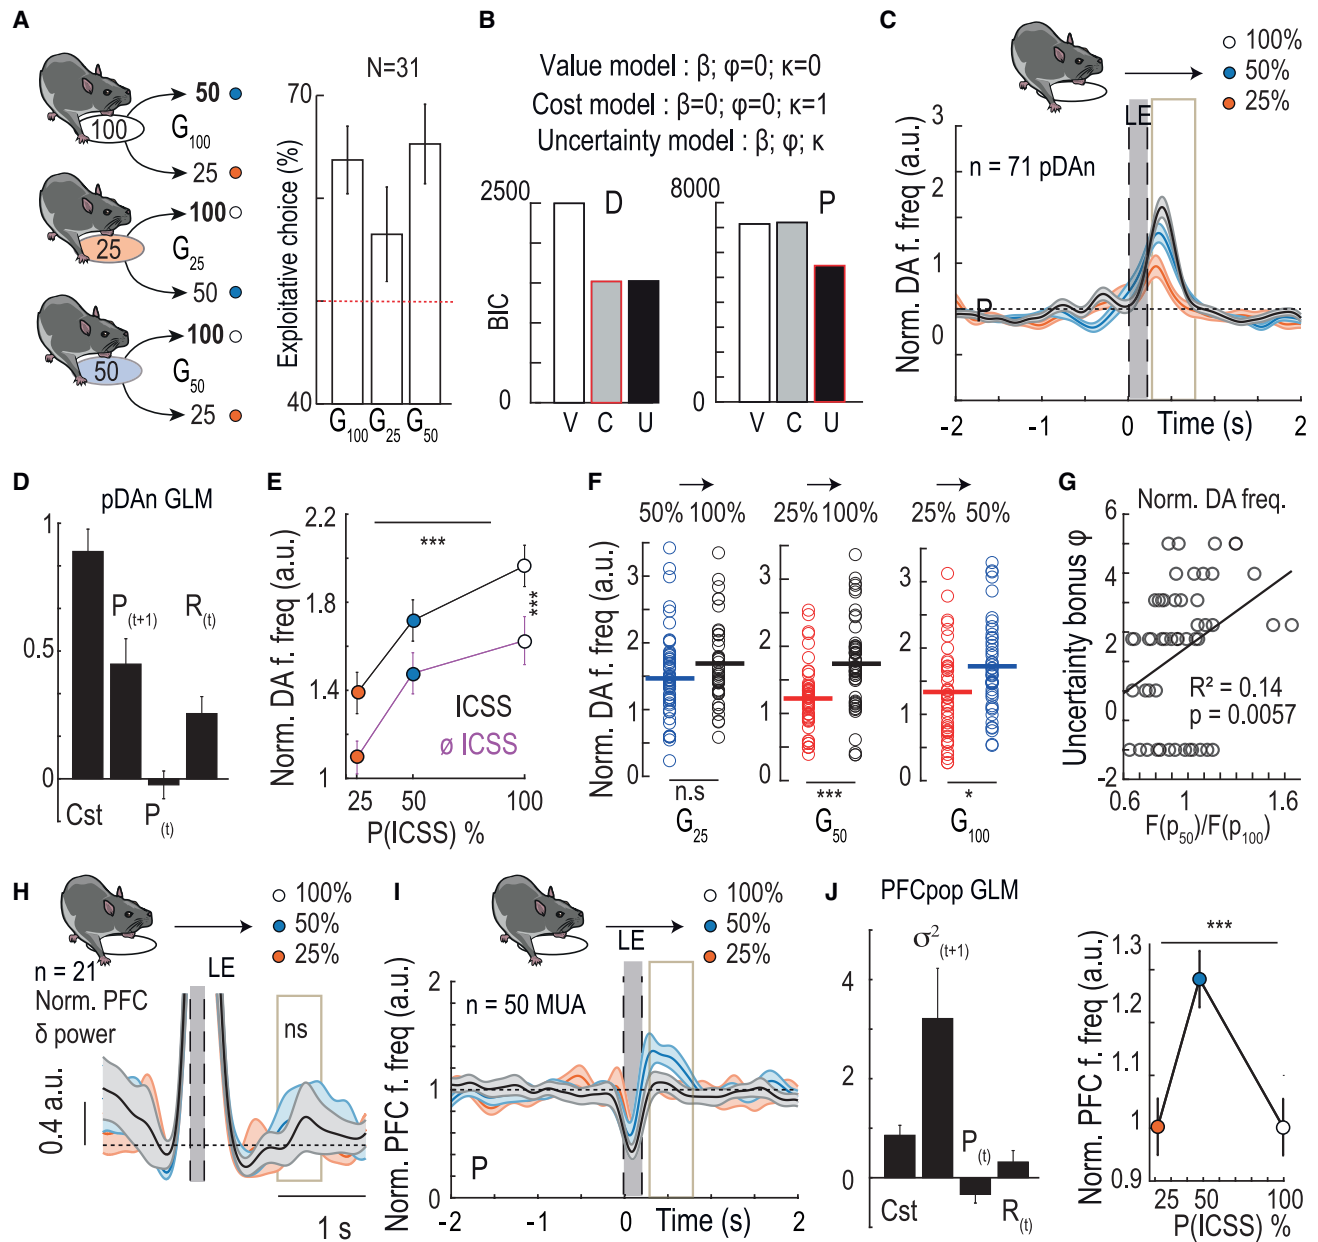 A
100
50
G100
25
100
25
G25
50
100
50
G50
25
N=31
70
Exploitative choice (%)
40
G100 G25 G50
B
Value model : β; φ=0; κ=0
Cost model : β=0; φ=0; κ=1
Uncertainty model : β; φ; κ
2500
D
BIC
0
V C U
8000
P
0
V C U
C
100%
50%
25%
LE
n = 71 pDAn
Norm. DA f. freq (a.u.)
3
2
1
0
P
-2 -1 0 Time (s) 2
D
pDAn GLM
1
0.5
0
Cst
P(t+1)
P(t)
R(t)
E
Norm. DA f. freq (a.u.)
2.2
1.8
1.4
1
***
***
ICSS
ø ICSS
25 50 100
P(ICSS) %
F
50% 100%
25% 100%
25% 50%
Norm. DA f. freq (a.u.)
3
2
1
0
n.s
G25
3
2
1
0
***
G50
3
2
1
0
*
G100
G
Norm. DA freq.
Uncertainty bonus φ
6
4
2
0
-2
R² = 0.14
p = 0.0057
0.6 1 1.6
F(p50)/F(p100)
H
100%
50%
25%
n = 21
LE
Norm. PFC
δ power
ns
0.4 a.u.
1 s
I
100%
50%
25%
LE
n = 50 MUA
Norm. PFC f. freq (a.u.)
2
1
0
P
-2 -1 0 Time (s) 2
J
PFCpop GLM
σ²(t+1)
4
2
0
Cst
P(t)
R(t)
***
Norm. PFC f. freq (a.u.)
1.3
1.2
1.1
1
0.9
25 50 100
P(ICSS) %